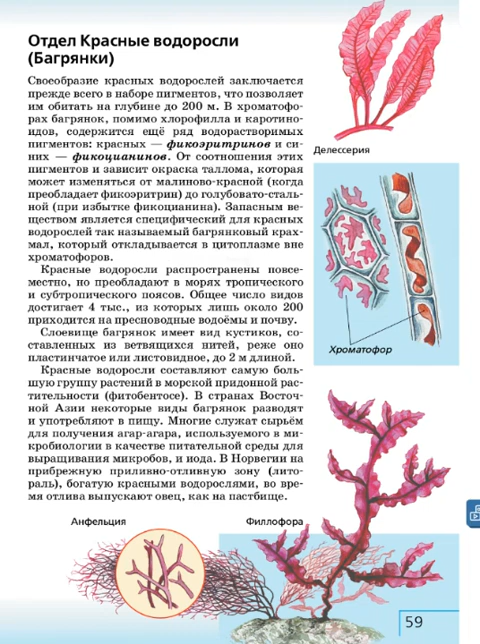 Отдел Красные водоросли
(Багрянки)
Своеобразие красных водорослей заключается
прежде всего в наборе пигментов, что позволяет
им обитать на глубине до 200 м. В хроматофо-
рах багрянок, помимо хлорофилла и каротино-
идов, содержится ещё ряд водорастворимых
пигментов: красных — фикоэритринов и си-
них — фикоцианинов. От соотношения этих
пигментов и зависит окраска таллома, которая
может изменяться от малиново-красной (когда
преобладает фикоэритрин) до голубовато-сталь-
ной (при избытке фикоцианина). Запасным ве-
ществом является специфический для красных
водорослей так называемый багрянковый крах-
мал, который откладывается в цитоплазме вне
хроматофоров.
Красные водоросли распространены повсе-
местно, но преобладают в морях тропического
и субтропического поясов. Общее число видов
достигает 4 тыс., из которых лишь около 200
приходится на пресноводные водоёмы и почву.
Слоевище багрянок имеет вид кустиков, со-
ставленных из ветвящихся нитей, реже оно
пластинчатое или листовидное, до 2 м длиной.
Красные водоросли составляют самую боль-
шую группу растений в морской придонной рас-
тительности (фитобентосе). В странах Восточ-
ной Азии некоторые виды багрянок разводят
и употребляют в пищу. Многие служат сырьём
для получения агар-агара, используемого в ми-
кробиологии в качестве питательной среды для
выращивания микробов, и иода. В Норвегии на
прибрежную приливно-отливную зону (лито-
раль), богатую красными водорослями, во вре-
мя отлива выпускают овец, как на пастбище.
Делессерия
Хроматофор
Анфельция
Филлофора
59